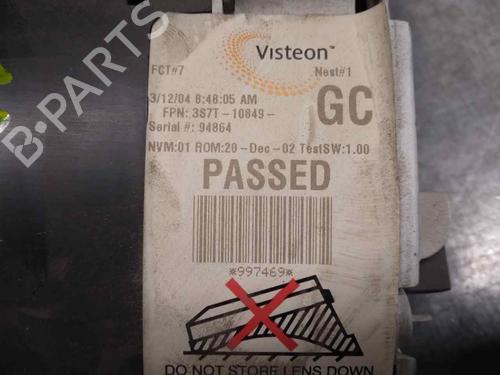 Visteon™
FCT#7 Nest#1
3/12/04 8:48:05 AM
GC
FPN: 3S7T-10849-
Serial #: 94864
NVM:01 ROM:20-Dec-02 TestSW:1.00
PASSED
*997469*
DO NOT STORE LENS DOWN
B-PARTS